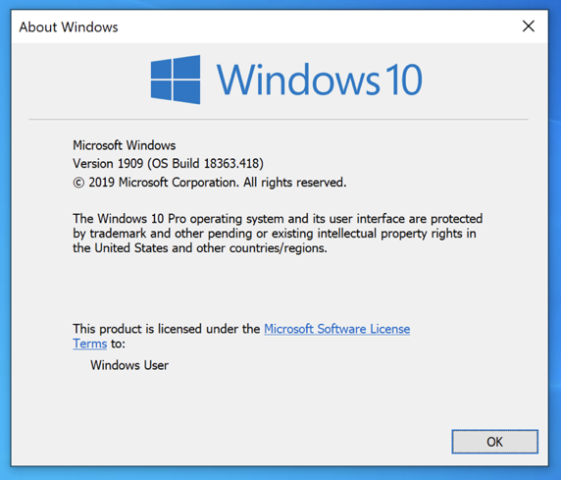 About Windows
Windows 10
Microsoft Windows
Version 1909 (OS Build 18363.418)
© 2019 Microsoft Corporation. All rights reserved.
The Windows 10 Pro operating system and its user interface are protected
by trademark and other pending or existing intellectual property rights in
the United States and other countries/regions.
This product is licensed under the Microsoft Software License
Terms to:
Windows User
OK